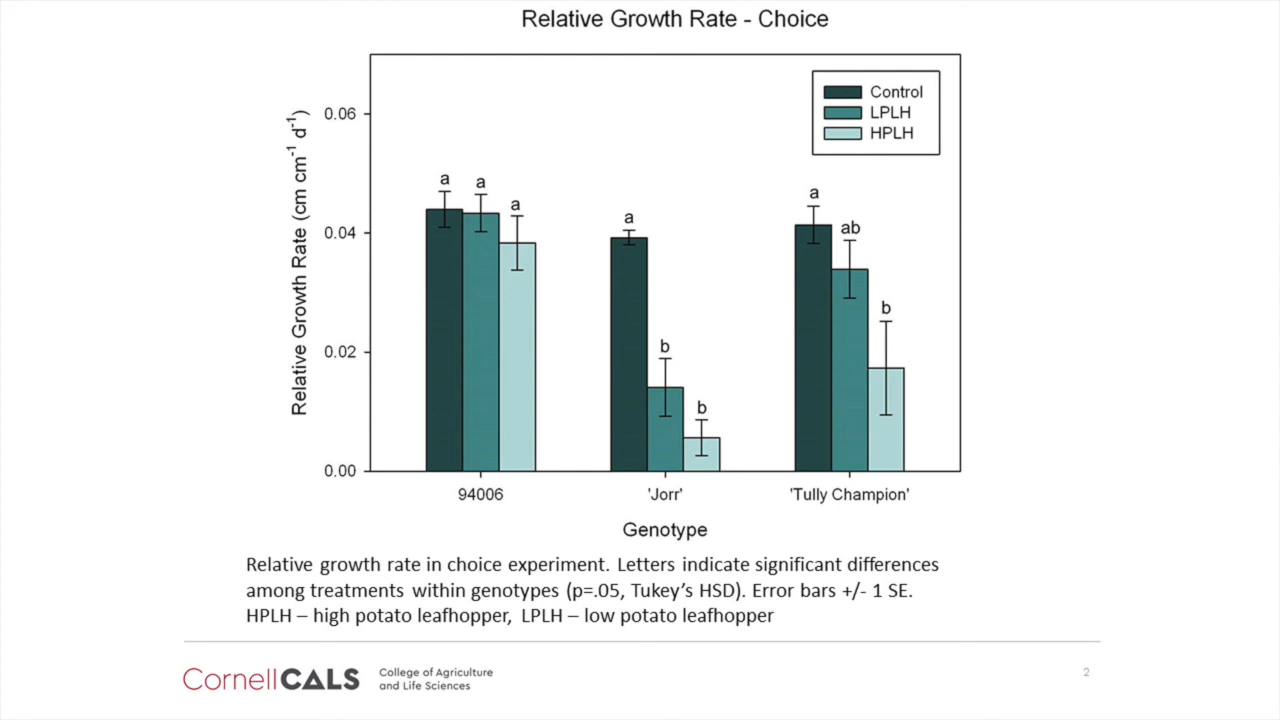 Relative Growth Rate - Choice
Relative Growth Rate (cm cm⁻¹ d⁻¹)
0.06
0.04
0.02
0.00
Control
LPLH
HPLH
a a a
a b b
a ab b
94006 'Jorr' 'Tully Champion'
Genotype
Relative growth rate in choice experiment. Letters indicate significant differences
among treatments within genotypes (p=.05, Tukey’s HSD). Error bars +/- 1 SE.
HPLH – high potato leafhopper, LPLH – low potato leafhopper
CornellCALS
College of Agriculture
and Life Sciences
2